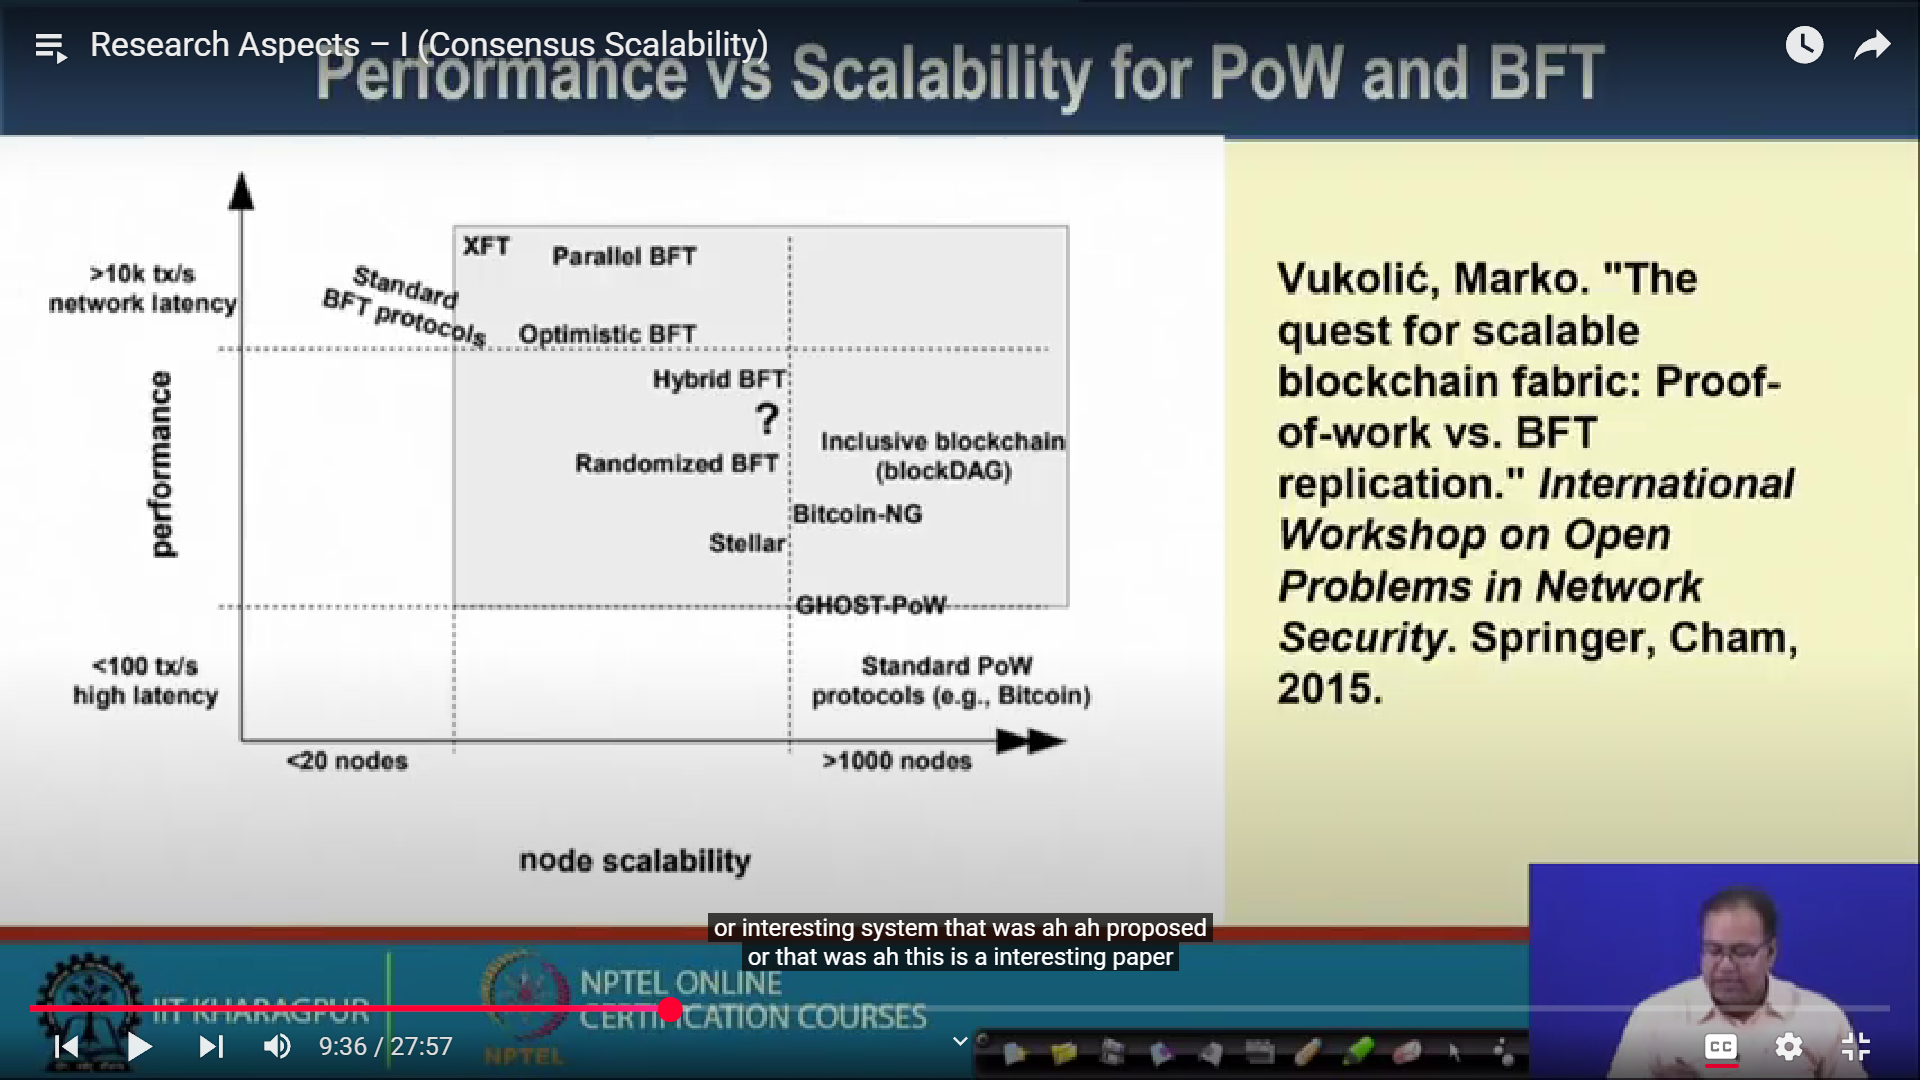 Research Aspects – I (Consensus Scalability)
Performance vs Scalability for PoW and BFT
>10k tx/s
network latency
performance
<100 tx/s
high latency
Standard
BFT protocols
XFT
Parallel BFT
Optimistic BFT
Hybrid BFT
?
Randomized BFT
Inclusive blockchain
(blockDAG)
Bitcoin-NG
Stellar
GHOST-PoW
Standard PoW
protocols (e.g., Bitcoin)
<20 nodes
>1000 nodes
node scalability
Vukolić, Marko. "The
quest for scalable
blockchain fabric: Proof-
of-work vs. BFT
replication." International
Workshop on Open
Problems in Network
Security. Springer, Cham,
2015.
or interesting system that was ah ah proposed
or that was ah this is a interesting paper
IIT KHARAGPUR
NPTEL
NPTEL ONLINE
CERTIFICATION COURSES
9:36 / 27:57
CC